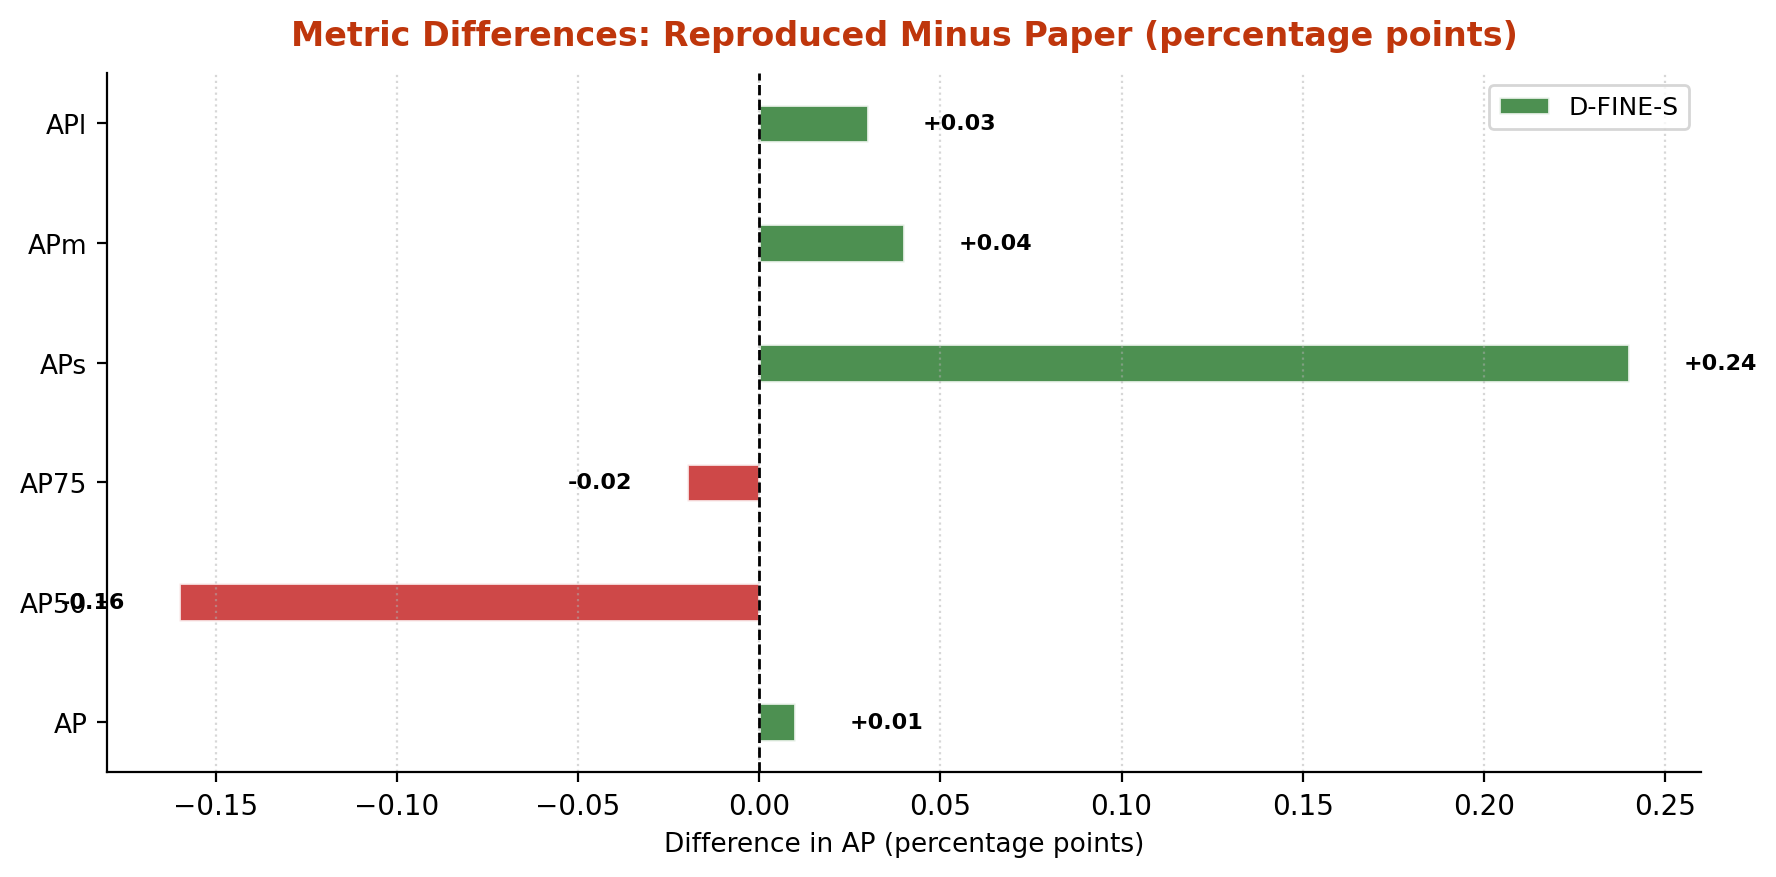 Metric Differences: Reproduced Minus Paper (percentage points)
D-FINE-S
APl +0.03
APm +0.04
APs +0.24
AP75 -0.02
AP50 -0.16
AP +0.01
−0.15 −0.10 −0.05 0.00 0.05 0.10 0.15 0.20 0.25
Difference in AP (percentage points)